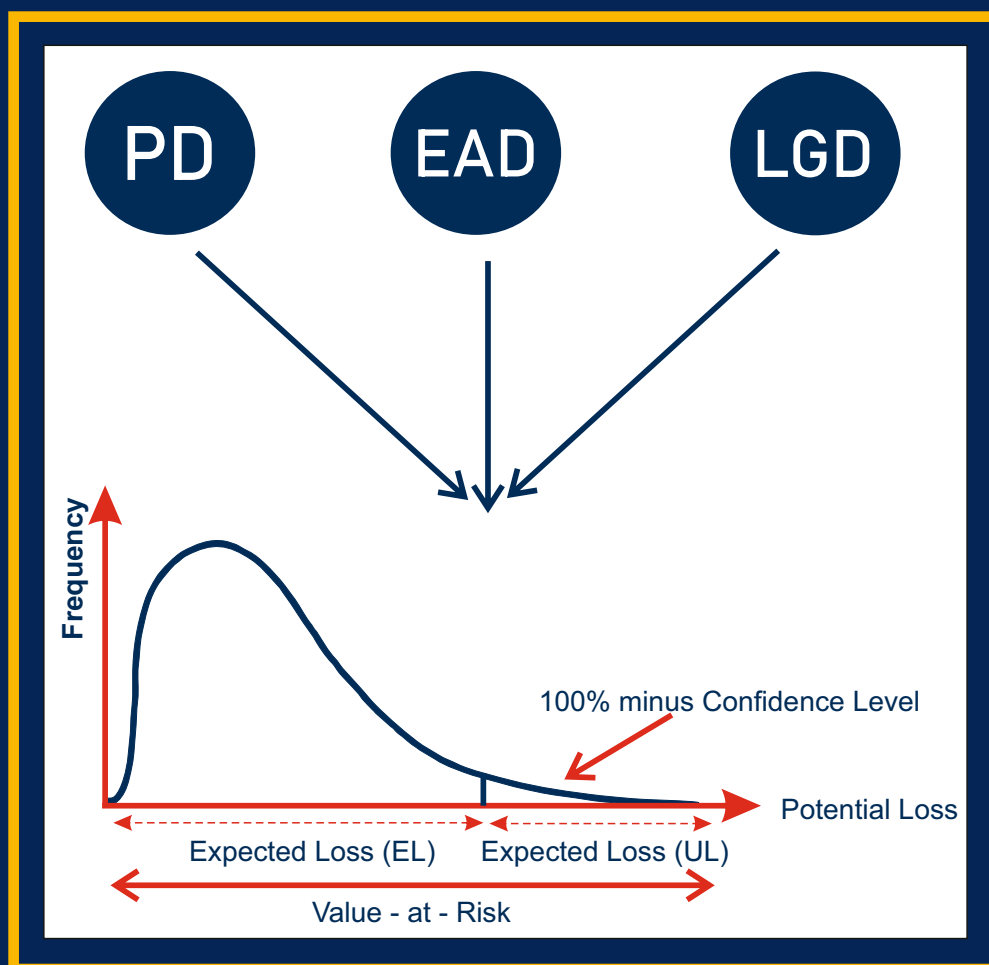 PD
EAD
LGD
Frequency
100% minus Confidence Level
Potential Loss
Expected Loss (EL)
Expected Loss (UL)
Value - at - Risk